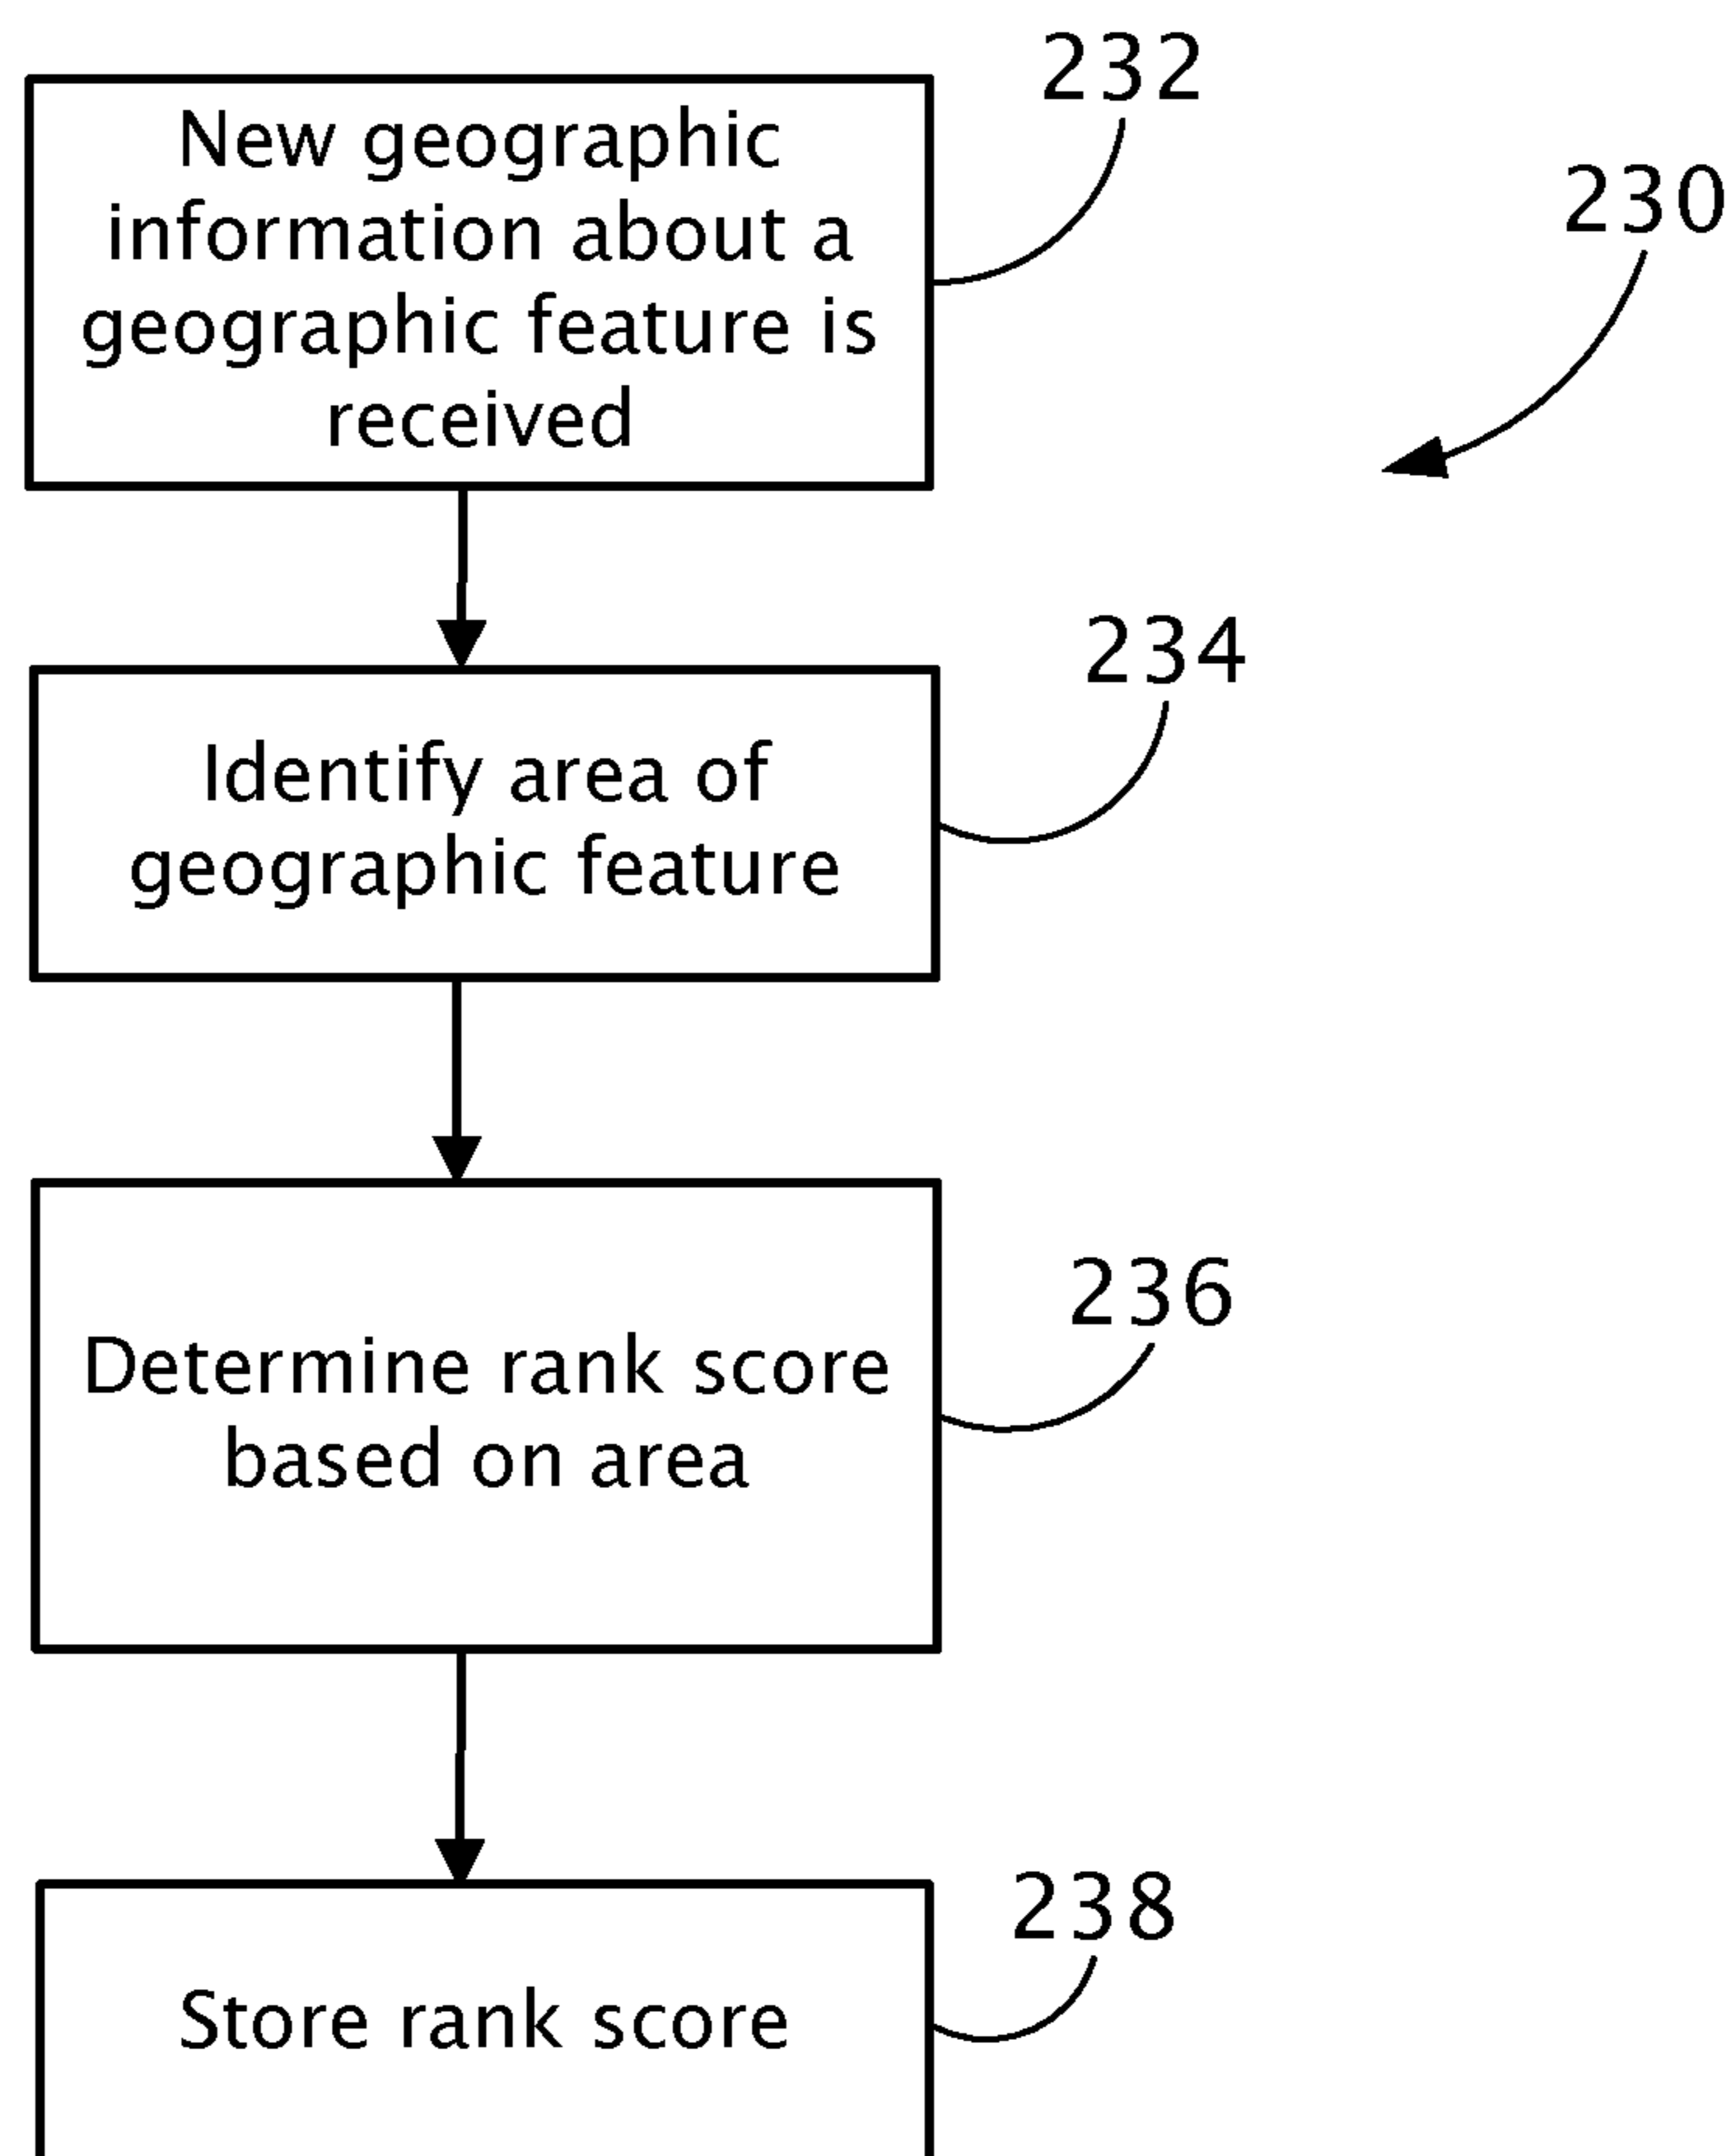 232
New geographic
information about a
geographic feature is
received
230
234
Identify area of
geographic feature
236
Determine rank score
based on area
238
Store rank score